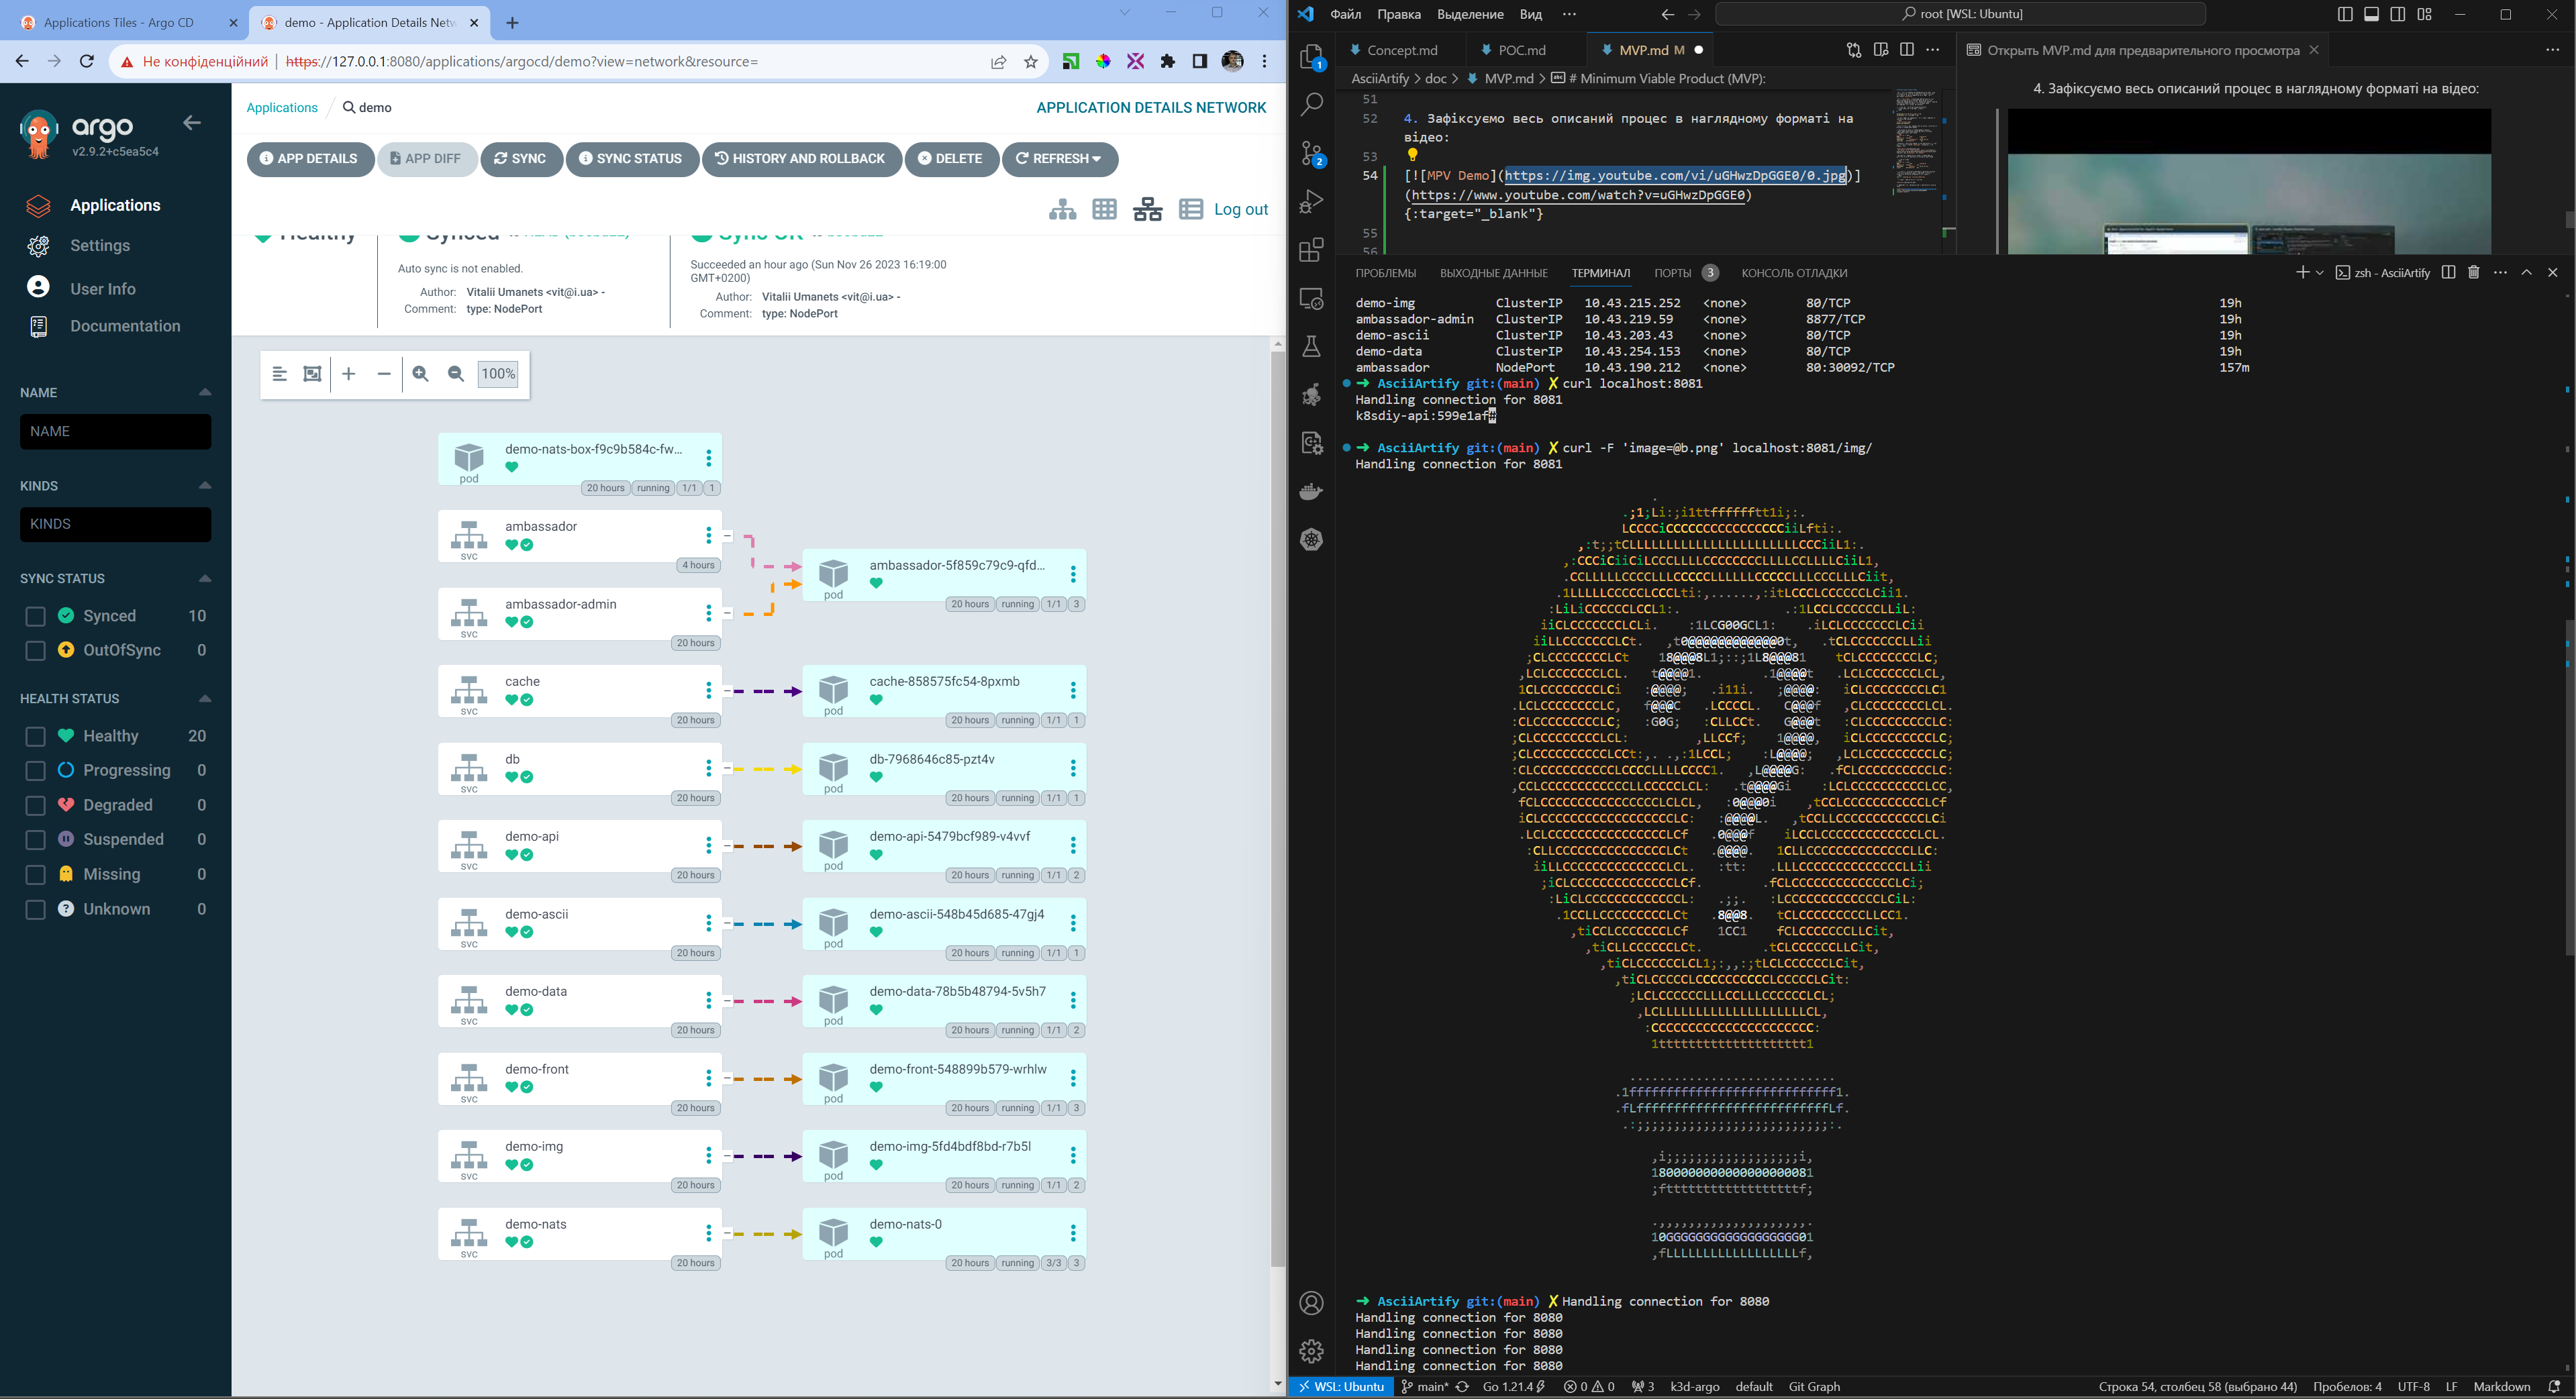 Applications Tiles - Argo CD
demo - Application Details Netw
Не конфіденційний
https://127.0.0.1:8080/applications/argocd/demo?view=network&resource=
argo
v2.9.2+c5ea5c4
Applications
Settings
User Info
Documentation
NAME
NAME
KINDS
KINDS
SYNC STATUS
Synced 10
OutOfSync 0
HEALTH STATUS
Healthy 20
Progressing 0
Degraded 0
Suspended 0
Missing 0
Unknown 0
Applications
demo
APPLICATION DETAILS NETWORK
APP DETAILS
APP DIFF
SYNC
SYNC STATUS
HISTORY AND ROLLBACK
DELETE
REFRESH
Log out
Healthy
Synced
Sync OK
Auto sync is not enabled.
Author: Vitalii Umanets <vit@i.ua> -
Comment: type: NodePort
Succeeded an hour ago (Sun Nov 26 2023 16:19:00
GMT+0200)
Author: Vitalii Umanets <vit@i.ua> -
Comment: type: NodePort
100%
demo-nats-box-f9c9b584c-fw...
pod
20 hours running 1/1 1
ambassador
svc
4 hours
ambassador-5f859c79c9-qfd...
pod
20 hours running 1/1 3
ambassador-admin
svc
20 hours
cache
svc
20 hours
cache-858575fc54-8pxmb
pod
20 hours running 1/1 1
db
svc
20 hours
db-7968646c85-pzt4v
pod
20 hours running 1/1 1
demo-api
svc
20 hours
demo-api-5479bcf989-v4vvf
pod
20 hours running 1/1 2
demo-ascii
svc
20 hours
demo-ascii-548b45d685-47gj4
pod
20 hours running 1/1 1
demo-data
svc
20 hours
demo-data-78b5b48794-5v5h7
pod
20 hours running 1/1 2
demo-front
svc
20 hours
demo-front-548899b579-wrhlw
pod
20 hours running 1/1 3
demo-img
svc
20 hours
demo-img-5fd4bdf8bd-r7b5l
pod
20 hours running 1/1 2
demo-nats
svc
20 hours
demo-nats-0
pod
20 hours running 3/3 3
Файл Правка Выделение Вид ···
root [WSL: Ubuntu]
Concept.md
POC.md
MVP.md M
Открыть MVP.md для предварительного просмотра
AsciiArtify > doc > MVP.md > # Minimum Viable Product (MVP):
51
52 4. Зафіксуємо весь описаний процес в наглядному форматі на
відео:
53
54 [![MPV Demo](https://img.youtube.com/vi/uGHwzDpGGE0/0.jpg)]
(https://www.youtube.com/watch?v=uGHwzDpGGE0)
{:target="_blank"}
55
56
4. Зафіксуємо весь описаний процес в наглядному форматі на відео:
1
2
ПРОБЛЕМЫ ВЫХОДНЫЕ ДАННЫЕ ТЕРМИНАЛ ПОРТЫ 3 КОНСОЛЬ ОТЛАДКИ
zsh - AsciiArtify
demo-img ClusterIP 10.43.215.252 <none> 80/TCP 19h
ambassador-admin ClusterIP 10.43.219.59 <none> 8877/TCP 19h
demo-ascii ClusterIP 10.43.203.43 <none> 80/TCP 19h
demo-data ClusterIP 10.43.254.153 <none> 80/TCP 19h
ambassador NodePort 10.43.190.212 <none> 80:30092/TCP 157m
➜ AsciiArtify git:(main) ✗ curl localhost:8081
Handling connection for 8081
k8sdiy-api:599e1af#
➜ AsciiArtify git:(main) ✗ curl -F 'image=@b.png' localhost:8081/img/
Handling connection for 8081
➜ AsciiArtify git:(main) ✗ Handling connection for 8080
Handling connection for 8080
Handling connection for 8080
Handling connection for 8080
Handling connection for 8080
WSL: Ubuntu main* Go 1.21.4 0 0 3 k3d-argo default Git Graph
Строка 54, столбец 58 (выбрано 44) Пробелов: 4 UTF-8 LF Markdown